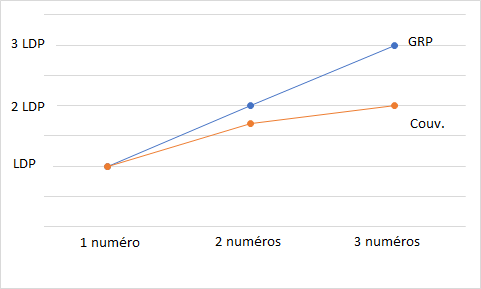 3 LDP
GRP
2 LDP
Couv.
LDP
1 numéro
2 numéros
3 numéros